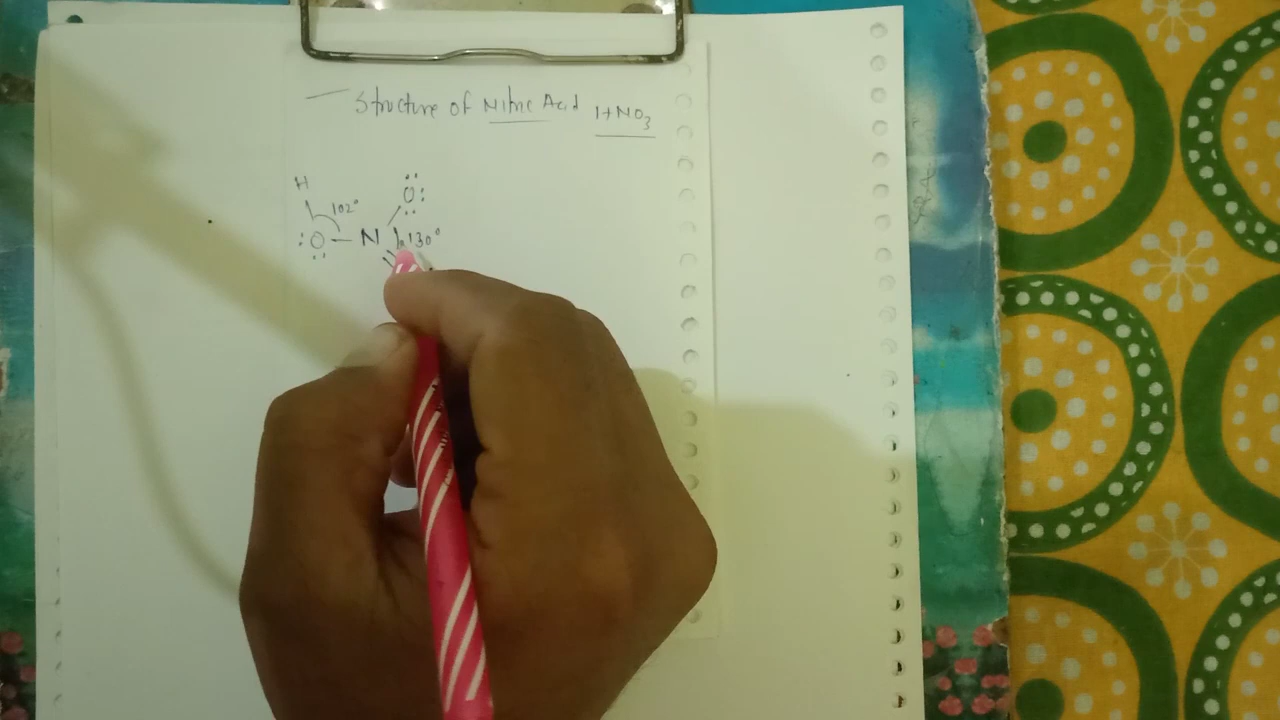 Structure of Nitric Acid HNO3
H
:Ö:
102°
:O – N
130°